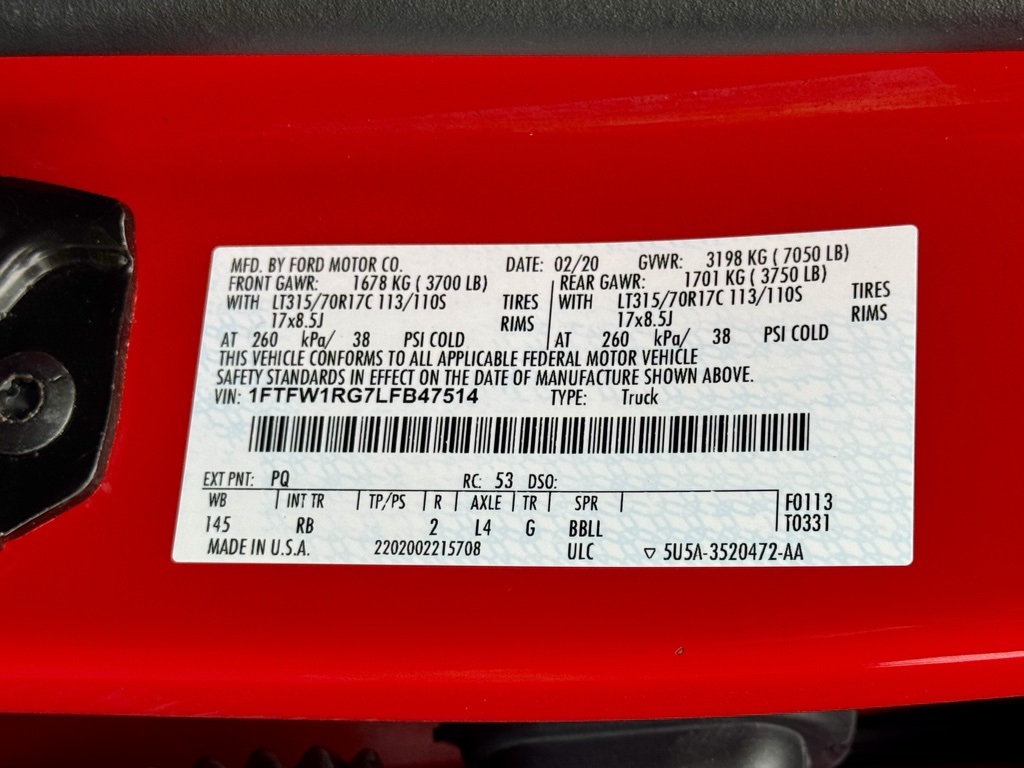 MFD. BY FORD MOTOR CO. DATE: 02/20 GVWR: 3198 KG ( 7050 LB)
FRONT GAWR: 1678 KG ( 3700 LB) REAR GAWR: 1701 KG ( 3750 LB)
WITH LT315/70R17C 113/110S TIRES WITH LT315/70R17C 113/110S TIRES
17x8.5J RIMS 17x8.5J RIMS
AT 260 kPa/ 38 PSI COLD AT 260 kPa/ 38 PSI COLD
THIS VEHICLE CONFORMS TO ALL APPLICABLE FEDERAL MOTOR VEHICLE
SAFETY STANDARDS IN EFFECT ON THE DATE OF MANUFACTURE SHOWN ABOVE.
VIN: 1FTFW1RG7LFB47514 TYPE: Truck
EXT PNT: PQ RC: 53 DSO:
WB INT TR TP/PS R AXLE TR SPR F0113
145 RB 2 L4 G BBLL T0331
MADE IN U.S.A. 2202002215708 ULC ▽ 5U5A-3520472-AA